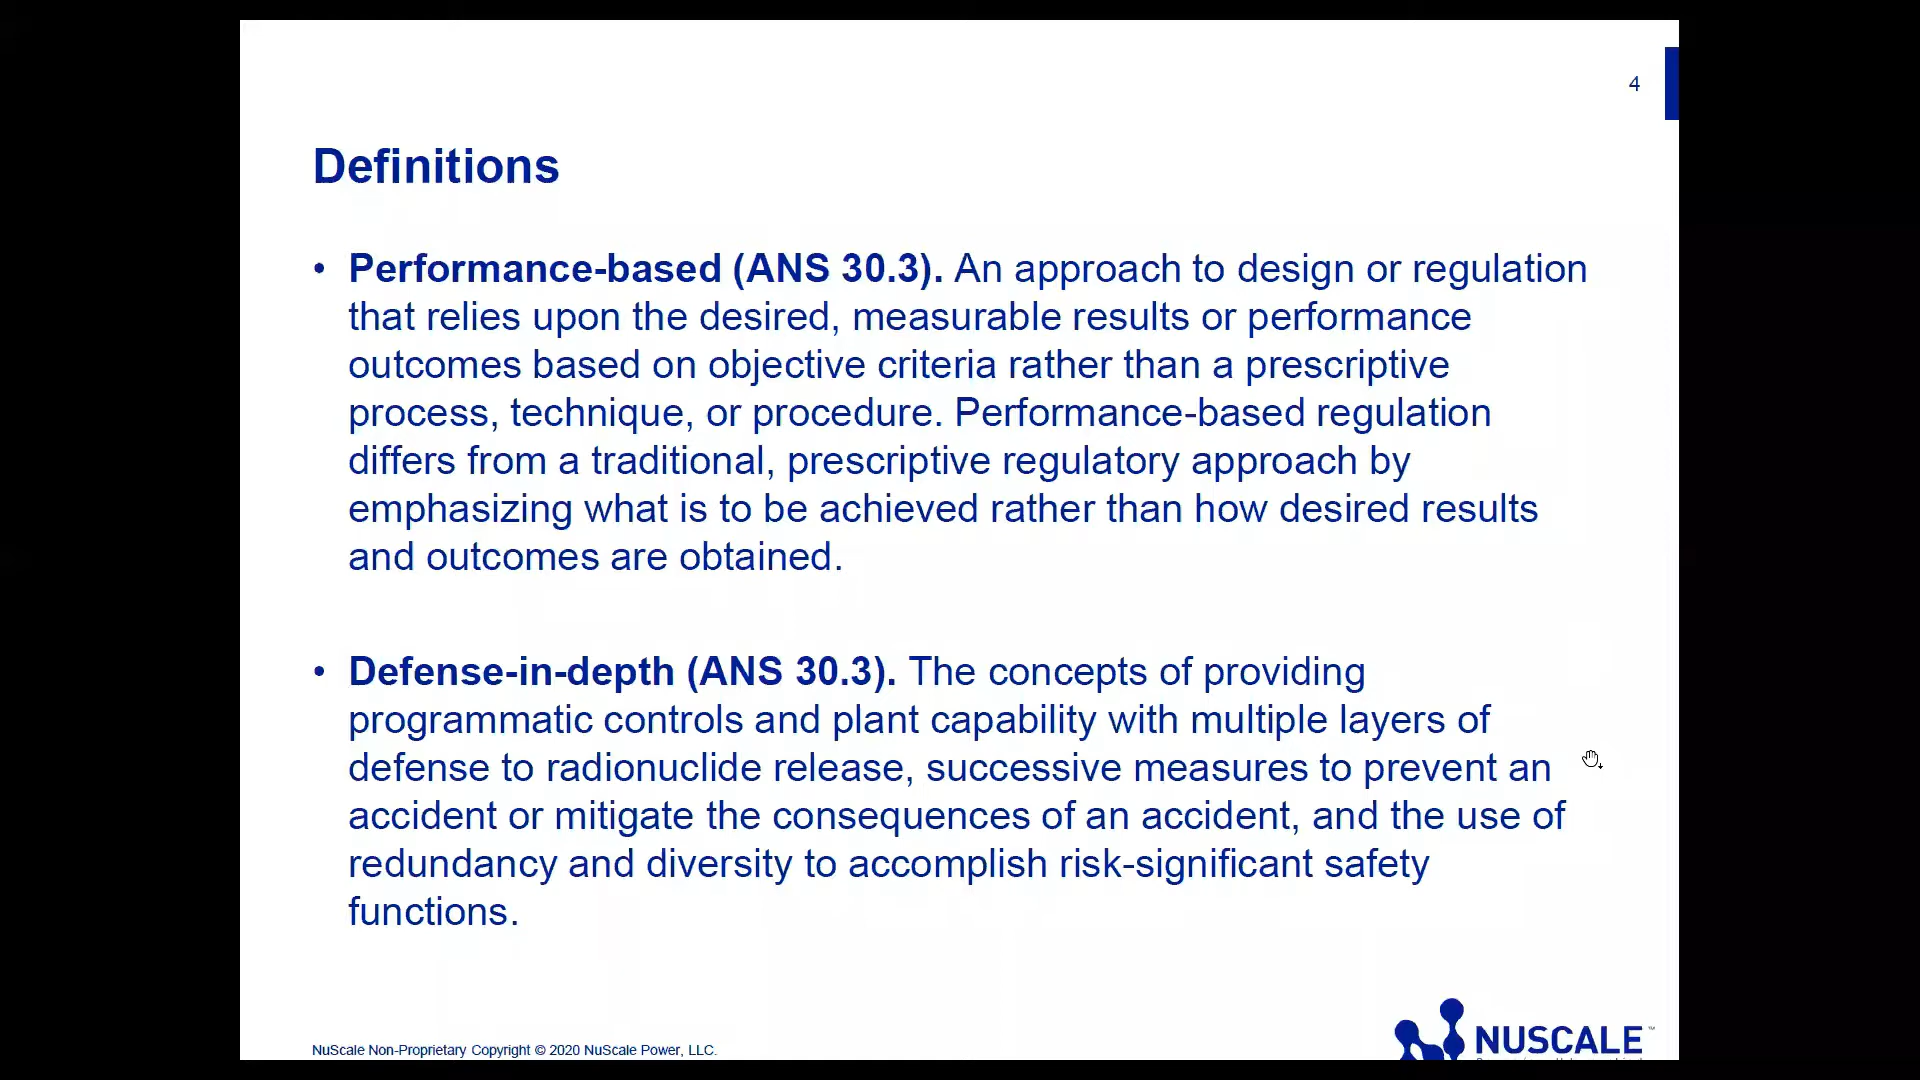 4
Definitions
• Performance-based (ANS 30.3). An approach to design or regulation
that relies upon the desired, measurable results or performance
outcomes based on objective criteria rather than a prescriptive
process, technique, or procedure. Performance-based regulation
differs from a traditional, prescriptive regulatory approach by
emphasizing what is to be achieved rather than how desired results
and outcomes are obtained.
• Defense-in-depth (ANS 30.3). The concepts of providing
programmatic controls and plant capability with multiple layers of
defense to radionuclide release, successive measures to prevent an
accident or mitigate the consequences of an accident, and the use of
redundancy and diversity to accomplish risk-significant safety
functions.
NuScale Non-Proprietary Copyright © 2020 NuScale Power, LLC.
NUSCALE™